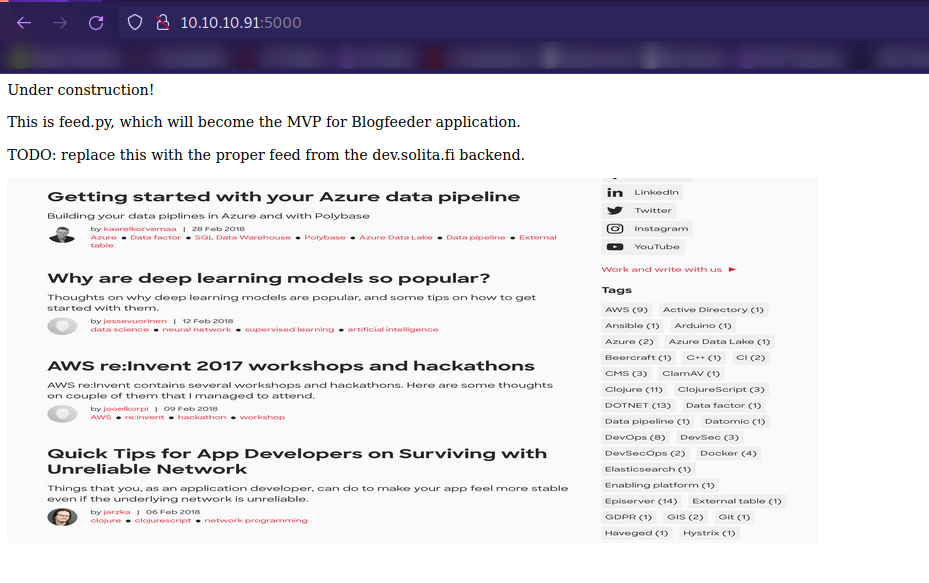 10.10.10.91:5000
Under construction!
This is feed.py, which will become the MVP for Blogfeeder application.
TODO: replace this with the proper feed from the dev.solita.fi backend.
Getting started with your Azure data pipeline
Building your data piplines in Azure and with Polybase
by kaarelkorvemaa | 28 Feb 2018
Azure • Data factor • SQL Data Warehouse • Polybase • Azure Data Lake • Data pipeline • External
table
Why are deep learning models so popular?
Thoughts on why deep learning models are popular, and some tips on how to get
started with them.
by jessevuorinen | 12 Feb 2018
data science • neural network • supervised learning • artificial intelligence
AWS re:Invent 2017 workshops and hackathons
AWS re:Invent contains several workshops and hackathons. Here are some thoughts
on couple of them that I managed to attend.
by jooelkorpi | 09 Feb 2018
AWS • re:Invent • hackathon • workshop
Quick Tips for App Developers on Surviving with
Unreliable Network
Things that you, as an application developer, can do to make your app feel more stable
even if the underlying network is unreliable.
by jarzka | 06 Feb 2018
clojure • clojurescript • network programming
LinkedIn
Twitter
Instagram
YouTube
Work and write with us ►
Tags
AWS (9) Active Directory (1)
Ansible (1) Arduino (1)
Azure (2) Azure Data Lake (1)
Beercraft (1) C++ (1) CI (2)
CMS (3) ClamAV (1)
Clojure (11) ClojureScript (3)
DOTNET (13) Data factor (1)
Data pipeline (1) Datomic (1)
DevOps (8) DevSec (3)
DevSecOps (2) Docker (4)
Elasticsearch (1)
Enabling platform (1)
Episerver (14) External table (1)
GDPR (1) GIS (2) Git (1)
Haveged (1) Hystrix (1)